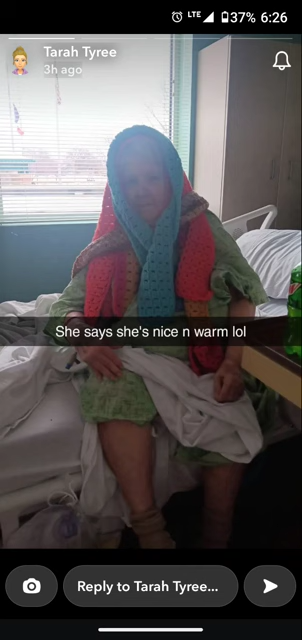 LTE 37% 6:26
Tarah Tyree
3h ago
She says she's nice n warm lol
Reply to Tarah Tyree...